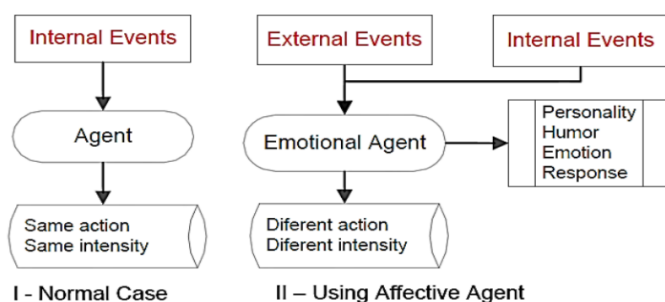 Internal Events
Agent
Same action
Same intensity
I - Normal Case
External Events
Internal Events
Emotional Agent
Personality
Humor
Emotion
Response
Diferent action
Diferent intensity
II – Using Affective Agent